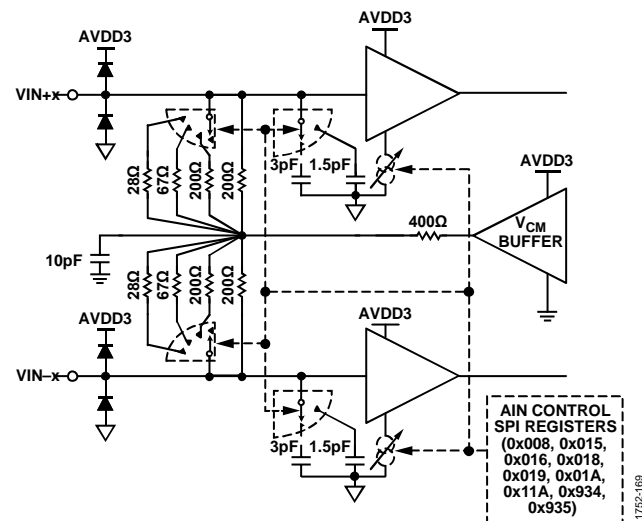 AVDD3
AVDD3
VIN+x
28Ω
67Ω
200Ω
200Ω
3pF
1.5pF
AVDD3
400Ω
VCM
BUFFER
10pF
28Ω
67Ω
200Ω
200Ω
AVDD3
AVDD3
VIN–x
3pF
1.5pF
AIN CONTROL
SPI REGISTERS
(0x008, 0x015,
0x016, 0x018,
0x019, 0x01A,
0x11A, 0x934,
0x935)
1752-169